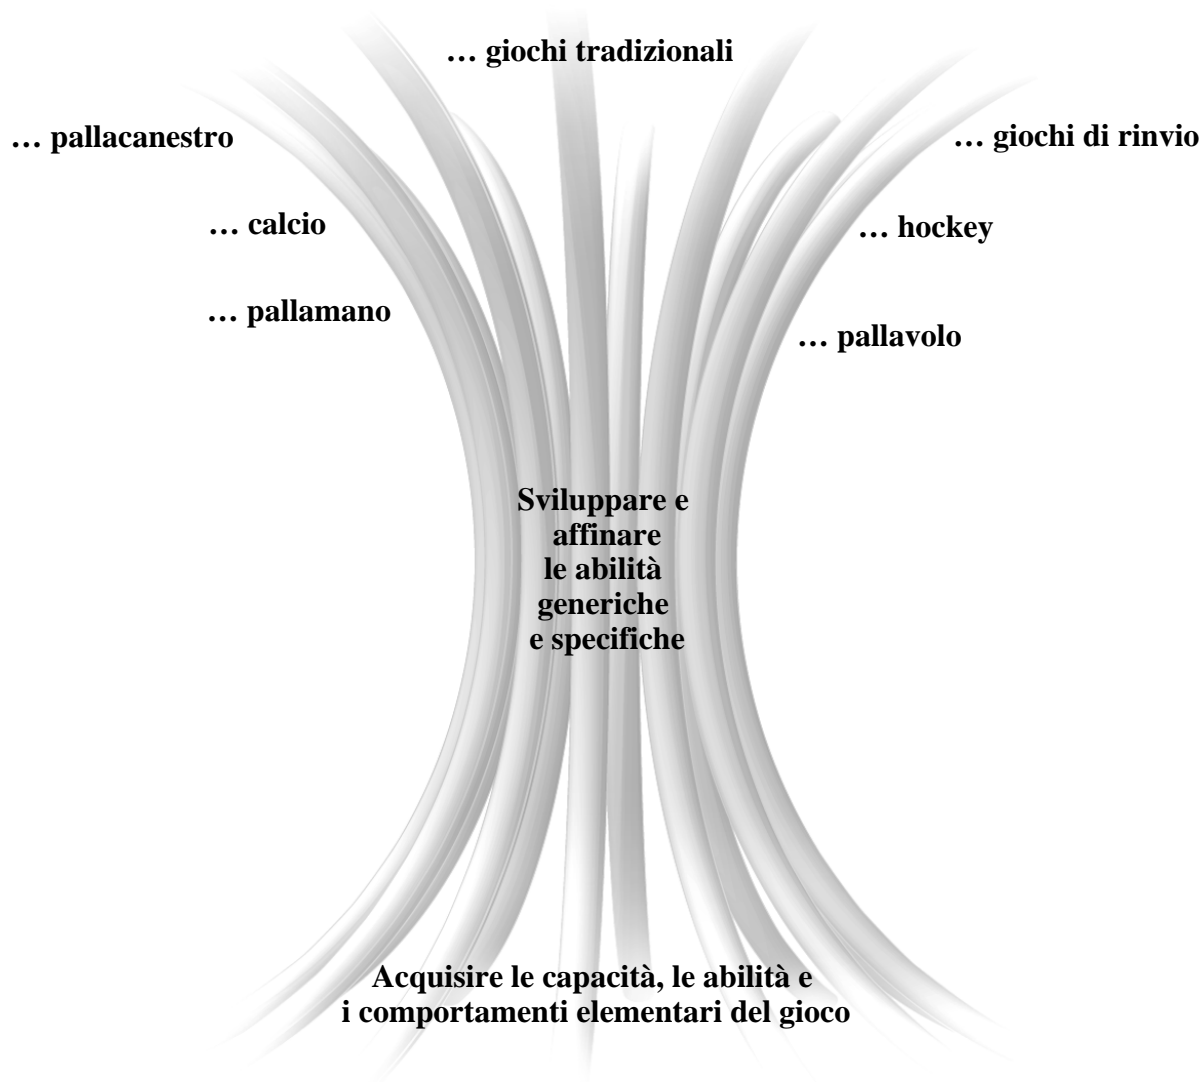 … giochi tradizionali
… pallacanestro
… giochi di rinvio
… calcio
… hockey
… pallamano
… pallavolo
Sviluppare e
affinare
le abilità
generiche
e specifiche
Acquisire le capacità, le abilità e
i comportamenti elementari del gioco